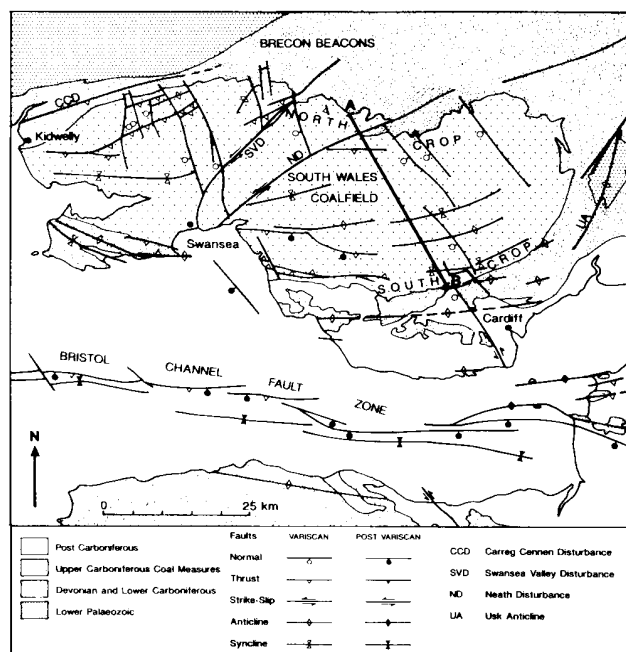 BRECON BEACONS
CCD
Kidwelly
A
NORTH
CROP
SVD
ND
SOUTH WALES
COALFIELD
UA
Swansea
SOUTH CROP
B
Cardiff
BRISTOL CHANNEL FAULT ZONE
N
0 25 km
Post Carboniferous
Upper Carboniferous Coal Measures
Devonian and Lower Carboniferous
Lower Palaeozoic
Faults VARISCAN POST VARISCAN
Normal
Thrust
Strike-Slip
Anticline
Syncline
CCD Carreg Cennen Disturbance
SVD Swansea Valley Disturbance
ND Neath Disturbance
UA Usk Anticline